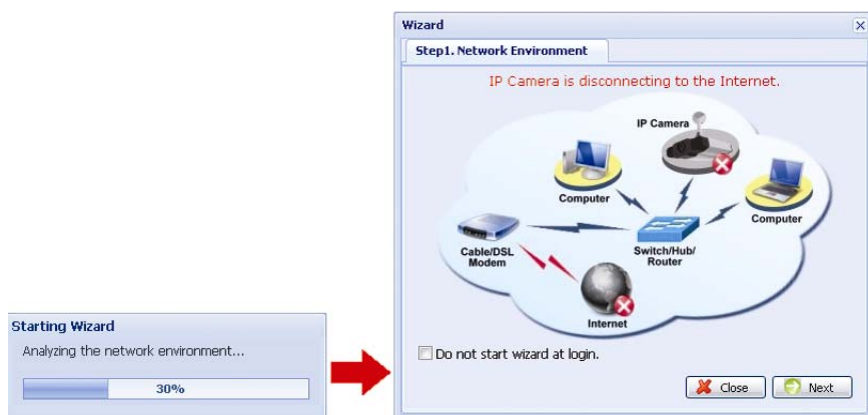 Starting Wizard
Analyzing the network environment...
30%
Wizard
Step1. Network Environment
IP Camera is disconnecting to the Internet.
IP Camera
Computer
Computer
Cable/DSL
Modem
Switch/Hub/
Router
Internet
Do not start wizard at login.
Close
Next